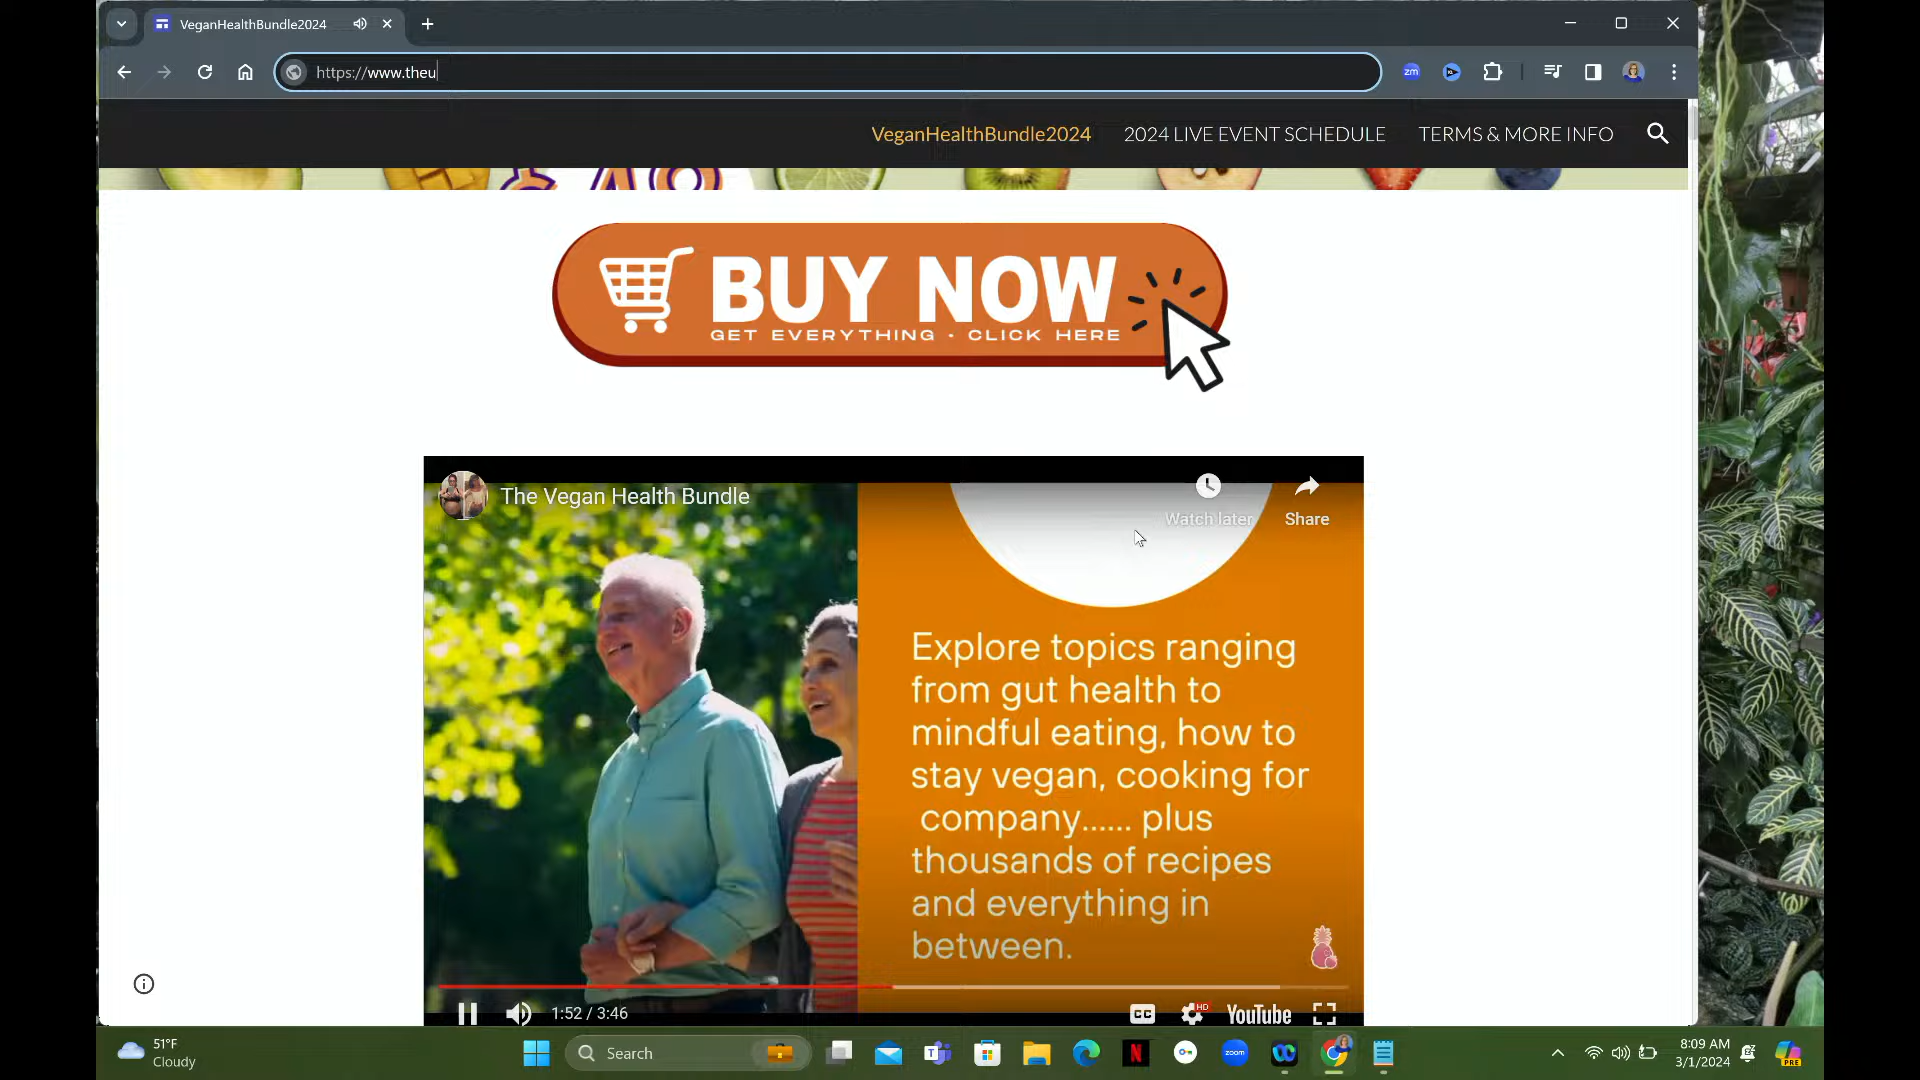 VeganHealthBundle2024
https://www.theu
zm
VeganHealthBundle2024
2024 LIVE EVENT SCHEDULE
TERMS & MORE INFO
BUY NOW
GET EVERYTHING · CLICK HERE
The Vegan Health Bundle
Watch later
Share
Explore topics ranging
from gut health to
mindful eating, how to
stay vegan, cooking for
company...... plus
thousands of recipes
and everything in
between.
1:52 / 3:46
CC
HD
YouTube
51°F
Cloudy
Search
zoom
PRE
8:09 AM
3/1/2024